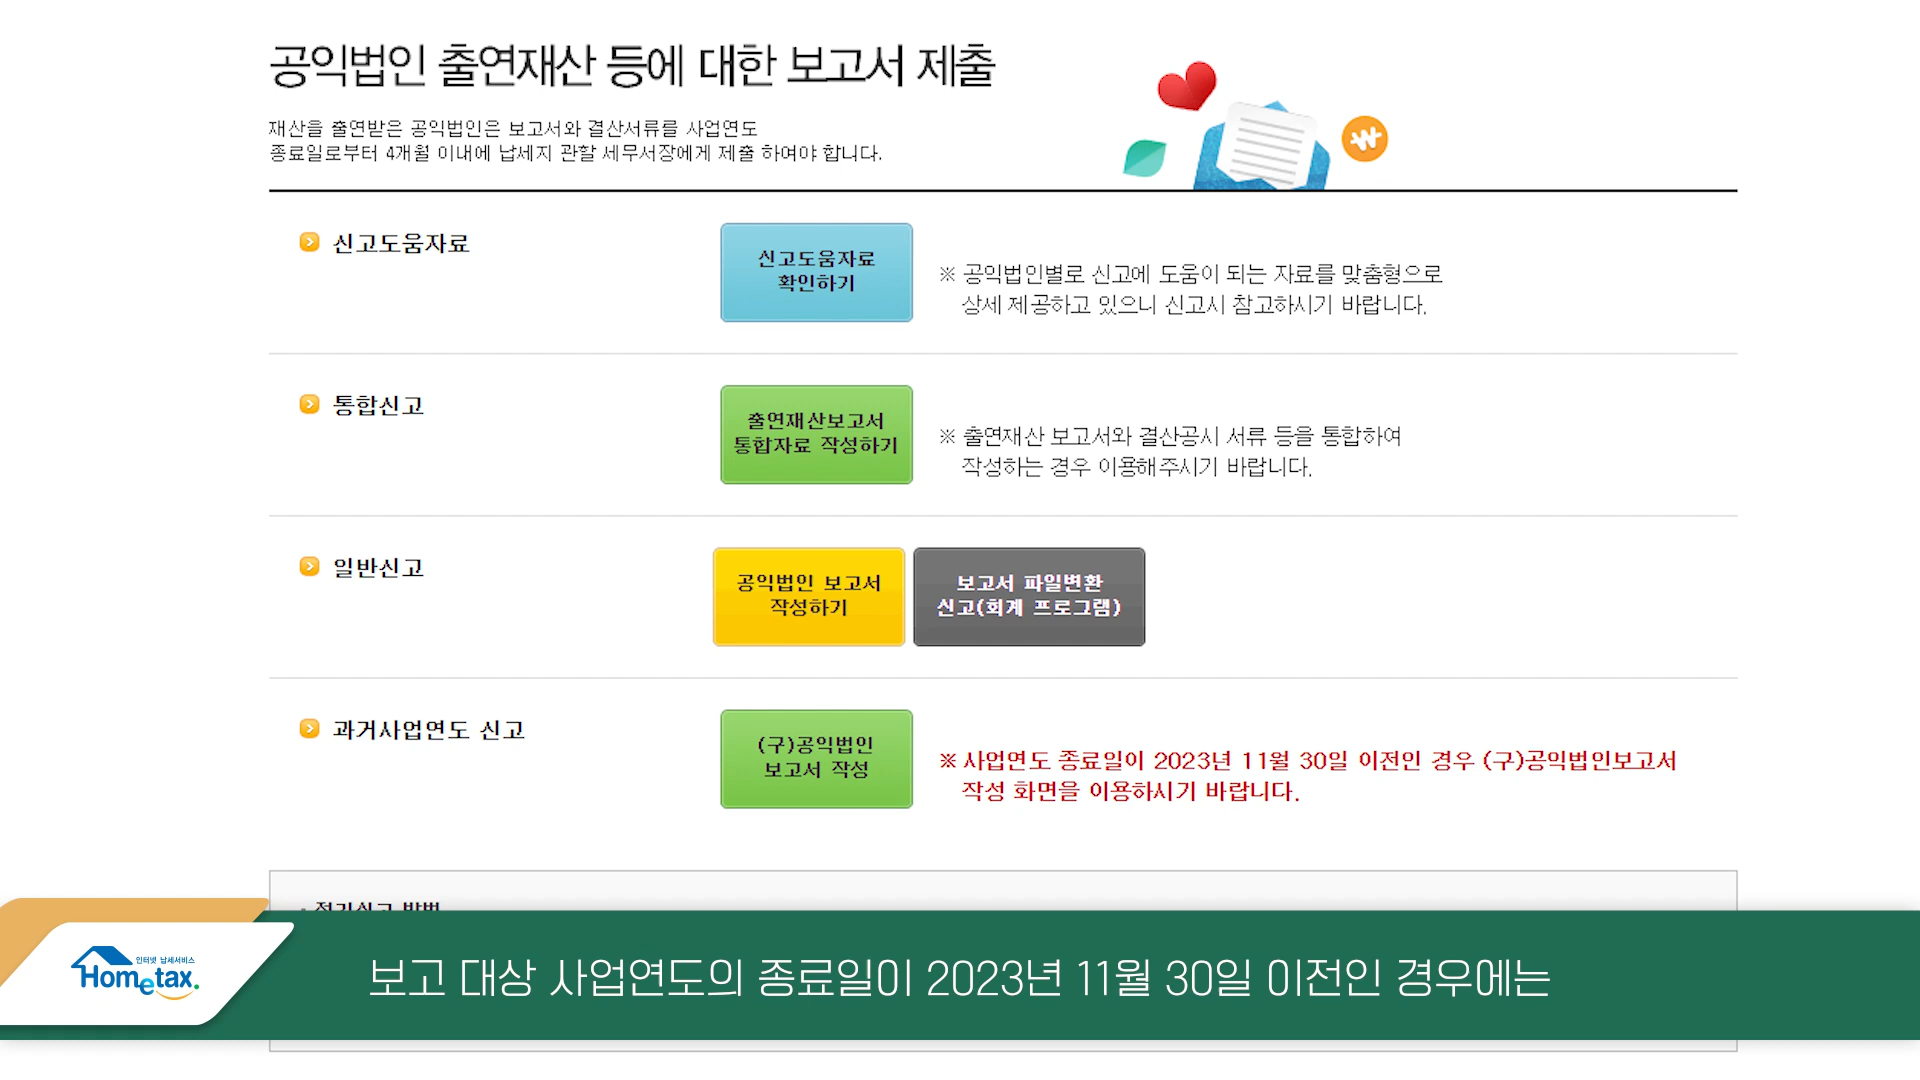 공익법인 출연재산 등에 대한 보고서 제출
재산을 출연받은 공익법인은 보고서와 결산서류를 사업연도
종료일로부터 4개월 이내에 납세지 관할 세무서장에게 제출 하여야 합니다.
신고도움자료
신고도움자료
확인하기
※ 공익법인별로 신고에 도움이 되는 자료를 맞춤형으로
상세 제공하고 있으니 신고시 참고하시기 바랍니다.
통합신고
출연재산보고서
통합자료 작성하기
※ 출연재산 보고서와 결산공시 서류 등을 통합하여
작성하는 경우 이용해주시기 바랍니다.
일반신고
공익법인 보고서
작성하기
보고서 파일변환
신고(회계 프로그램)
과거사업연도 신고
(구)공익법인
보고서 작성
※ 사업연도 종료일이 2023년 11월 30일 이전인 경우 (구)공익법인보고서
작성 화면을 이용하시기 바랍니다.
인터넷 납세서비스
Hometax.
보고 대상 사업연도의 종료일이 2023년 11월 30일 이전인 경우에는